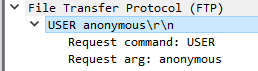 File Transfer Protocol (FTP)
USER anonymous\r\n
Request command: USER
Request arg: anonymous